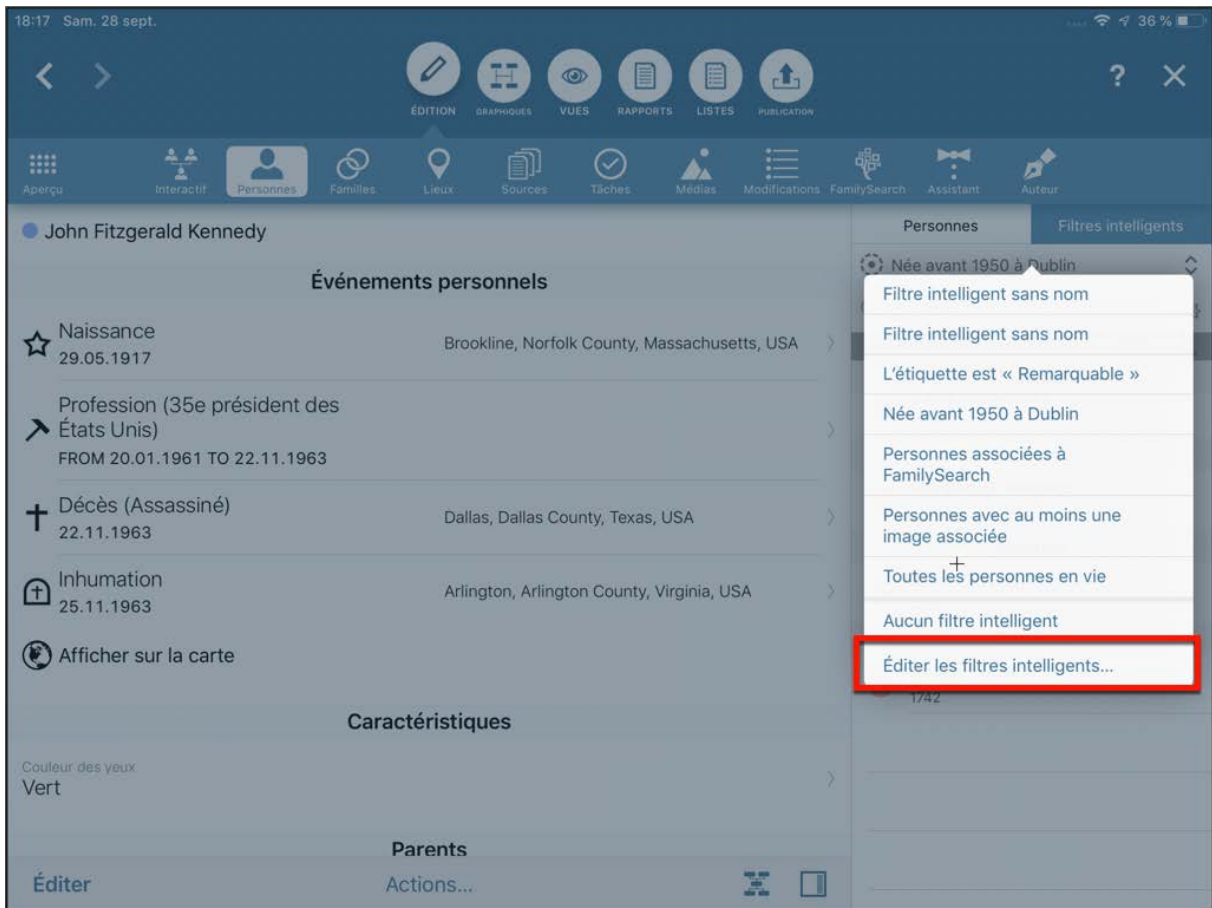 18:17 Sam. 28 sept.
36 %
ÉDITION
GRAPHIQUES
VUES
RAPPORTS
LISTES
PUBLICATION
?
Aperçu
Interactif
Personnes
Familles
Lieux
Sources
Tâches
Médias
Modifications
FamilySearch
Assistant
Auteur
John Fitzgerald Kennedy
Événements personnels
Naissance
29.05.1917
Brookline, Norfolk County, Massachusetts, USA
Profession (35e président des
États Unis)
FROM 20.01.1961 TO 22.11.1963
Décès (Assassiné)
22.11.1963
Dallas, Dallas County, Texas, USA
Inhumation
25.11.1963
Arlington, Arlington County, Virginia, USA
Afficher sur la carte
Caractéristiques
Couleur des yeux
Vert
Parents
Éditer
Actions...
Personnes
Filtres intelligents
Née avant 1950 à Dublin
Filtre intelligent sans nom
Filtre intelligent sans nom
L'étiquette est « Remarquable »
Née avant 1950 à Dublin
Personnes associées à
FamilySearch
Personnes avec au moins une
image associée
Toutes les personnes en vie
Aucun filtre intelligent
Éditer les filtres intelligents...
1742